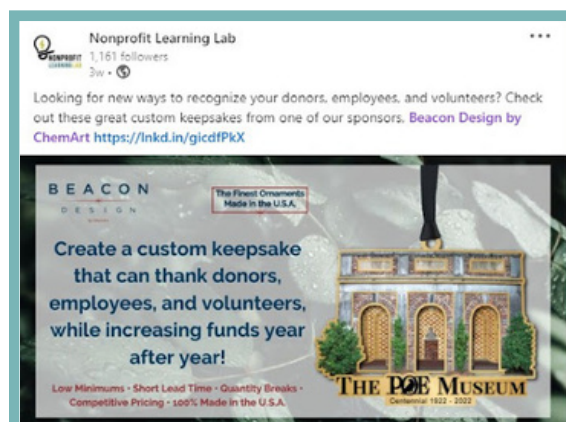 Nonprofit Learning Lab
1,161 followers
3w •
NONPROFIT
LEARNING LAB
Looking for new ways to recognize your donors, employees, and volunteers? Check
out these great custom keepsakes from one of our sponsors. Beacon Design by
ChemArt https://lnkd.in/gicdfPkX
BEACON
DESIGN
The Finest Ornaments
Made in the U.S.A.
Create a custom keepsake
that can thank donors,
employees, and volunteers,
while increasing funds year
after year!
Low Minimums • Short Lead Time • Quantity Breaks •
Competitive Pricing • 100% Made in the U.S.A.
THE POE MUSEUM
Centennial 1922 - 2022